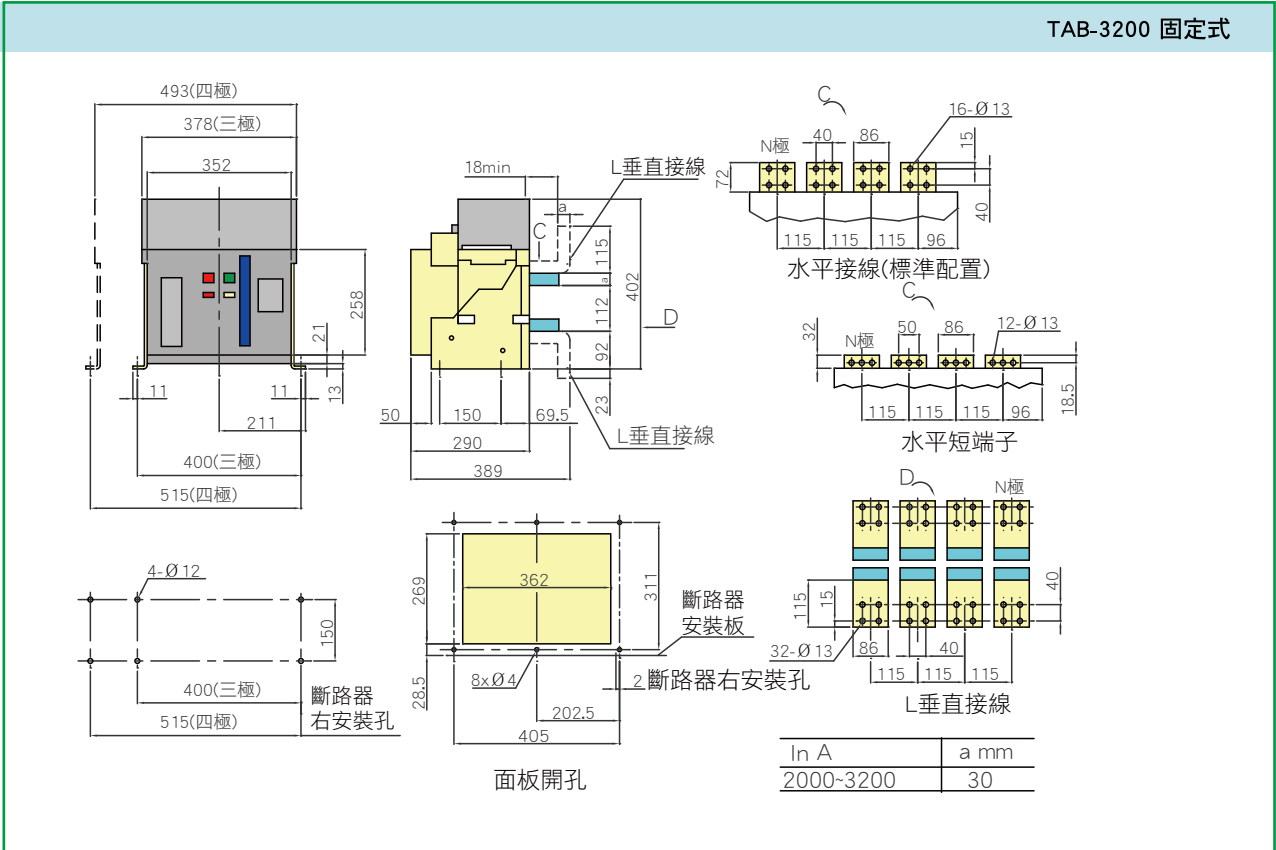 TAB-3200 固定式
493(四極)
378(三極)
352
258
21
13
11
11
211
400(三極)
515(四極)
18min
L垂直接線
a
C
115
a
402
112
D
92
23
50
150
69.5
290
389
L垂直接線
C
16-Ø13
N極
40
86
15
72
40
115
115
115
96
水平接線(標準配置)
C
32
N極
50
86
12-Ø13
115
115
115
96
18.5
水平短端子
D
N極
115
15
40
32-Ø13
86
40
115
115
115
L垂直接線
4-Ø12
150
400(三極)
515(四極)
斷路器
右安裝孔
269
362
311
斷路器
安裝板
28.5
8xØ4
2
斷路器右安裝孔
202.5
405
面板開孔
In A
a mm
2000~3200
30